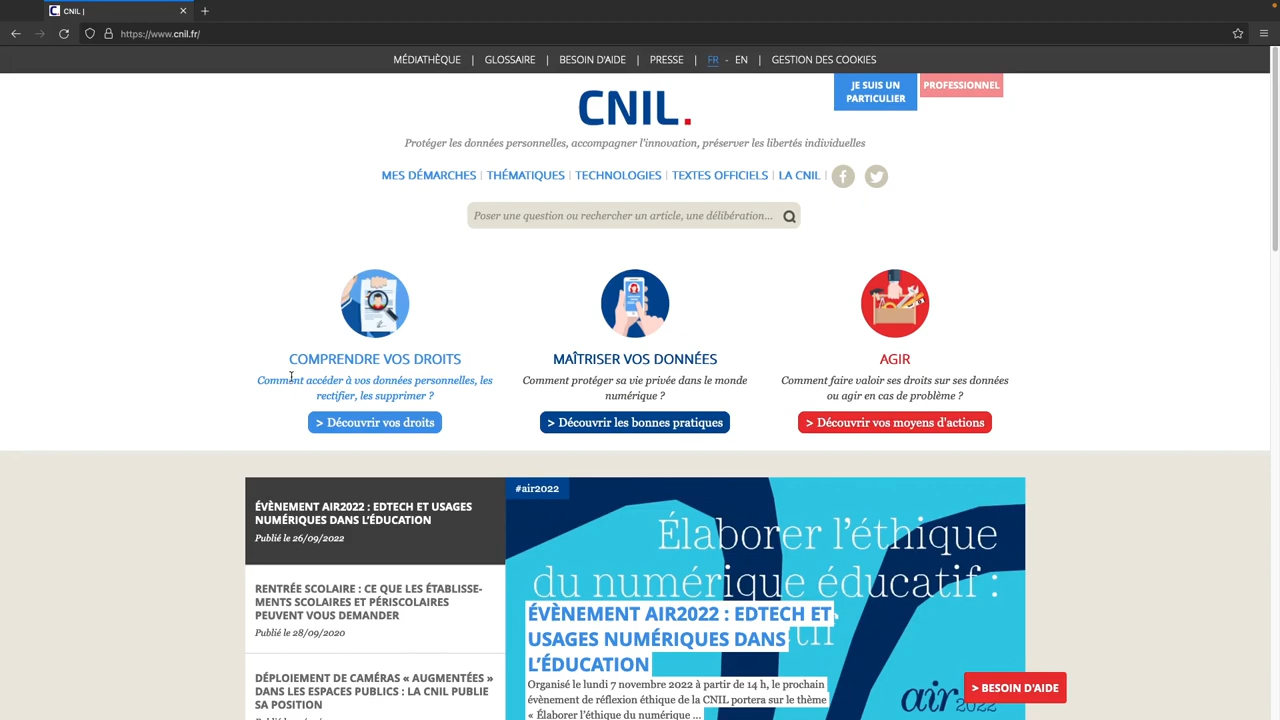 CNIL |
https://www.cnil.fr/
MÉDIATHÈQUE | GLOSSAIRE | BESOIN D'AIDE | PRESSE | FR - EN | GESTION DES COOKIES
JE SUIS UN
PARTICULIER
PROFESSIONNEL
CNIL.
Protéger les données personnelles, accompagner l'innovation, préserver les libertés individuelles
MES DÉMARCHES | THÉMATIQUES | TECHNOLOGIES | TEXTES OFFICIELS | LA CNIL
Poser une question ou rechercher un article, une délibération...
COMPRENDRE VOS DROITS
Comment accéder à vos données personnelles, les
rectifier, les supprimer ?
> Découvrir vos droits
MAÎTRISER VOS DONNÉES
Comment protéger sa vie privée dans le monde
numérique ?
> Découvrir les bonnes pratiques
AGIR
Comment faire valoir ses droits sur ses données
ou agir en cas de problème ?
> Découvrir vos moyens d'actions
ÉVÈNEMENT AIR2022 : EDTECH ET USAGES
NUMÉRIQUES DANS L'ÉDUCATION
Publié le 26/09/2022
RENTRÉE SCOLAIRE : CE QUE LES ÉTABLISSE-
MENTS SCOLAIRES ET PÉRISCOLAIRES
PEUVENT VOUS DEMANDER
Publié le 28/09/2020
DÉPLOIEMENT DE CAMÉRAS « AUGMENTÉES »
DANS LES ESPACES PUBLICS : LA CNIL PUBLIE
SA POSITION
#air2022
Élaborer l'éthique
du numérique éducatif :
ÉVÈNEMENT AIR2022 : EDTECH ET
USAGES NUMÉRIQUES DANS
L'ÉDUCATION
Organisé le lundi 7 novembre 2022 à partir de 14 h, le prochain
évènement de réflexion éthique de la CNIL portera sur le thème
« Élaborer l'éthique du numérique ...
air2022
> BESOIN D'AIDE